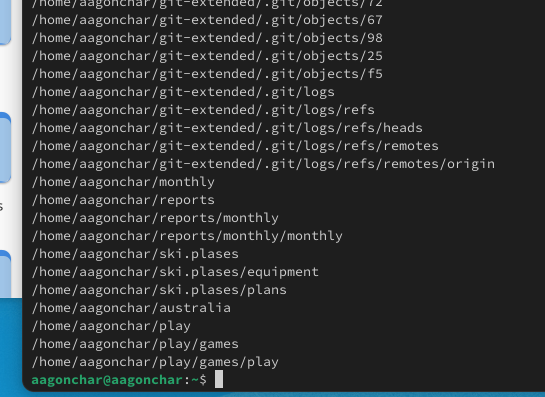 /home/aagonchar/git-extended/.git/objects/72
/home/aagonchar/git-extended/.git/objects/67
/home/aagonchar/git-extended/.git/objects/98
/home/aagonchar/git-extended/.git/objects/25
/home/aagonchar/git-extended/.git/objects/f5
/home/aagonchar/git-extended/.git/logs
/home/aagonchar/git-extended/.git/logs/refs
/home/aagonchar/git-extended/.git/logs/refs/heads
/home/aagonchar/git-extended/.git/logs/refs/remotes
/home/aagonchar/git-extended/.git/logs/refs/remotes/origin
/home/aagonchar/monthly
/home/aagonchar/reports
s
/home/aagonchar/reports/monthly
/home/aagonchar/reports/monthly/monthly
/home/aagonchar/ski.plases
/home/aagonchar/ski.plases/equipment
/home/aagonchar/ski.plases/plans
/home/aagonchar/australia
/home/aagonchar/play
/home/aagonchar/play/games
/home/aagonchar/play/games/play
aagonchar@aagonchar:~$